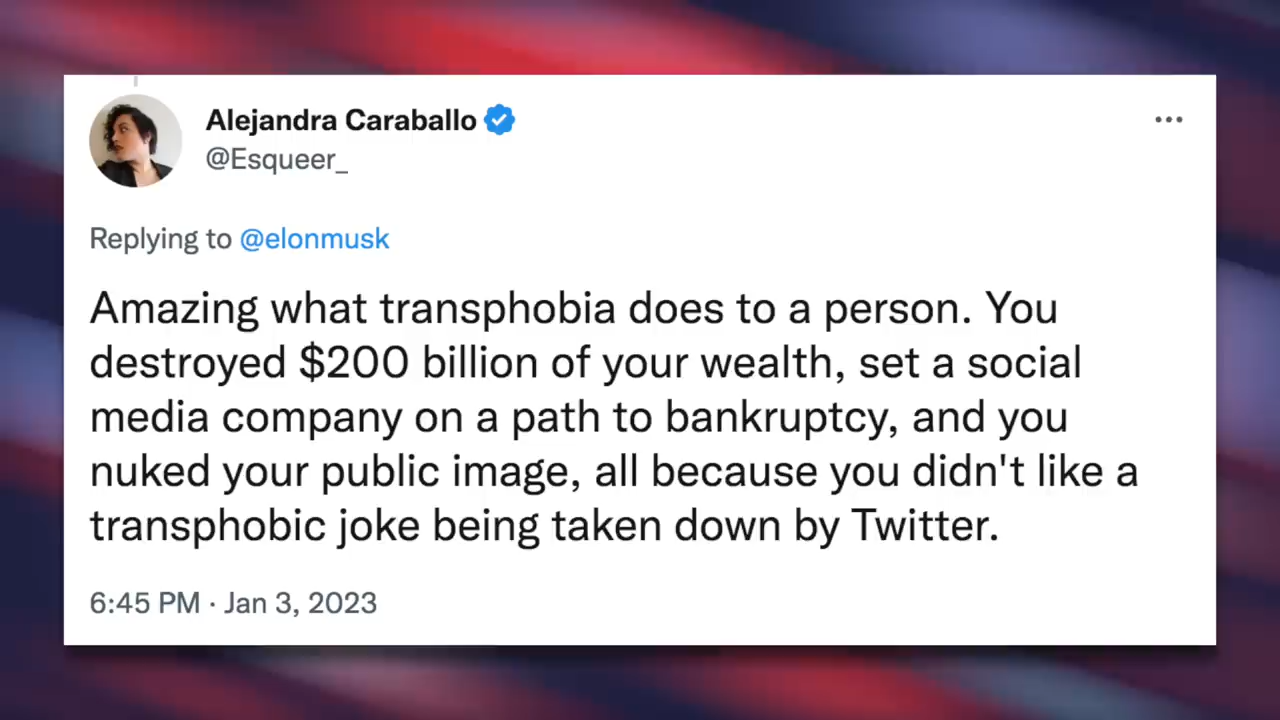 Alejandra Caraballo
@Esqueer_
Replying to @elonmusk
Amazing what transphobia does to a person. You
destroyed $200 billion of your wealth, set a social
media company on a path to bankruptcy, and you
nuked your public image, all because you didn't like a
transphobic joke being taken down by Twitter.
6:45 PM · Jan 3, 2023